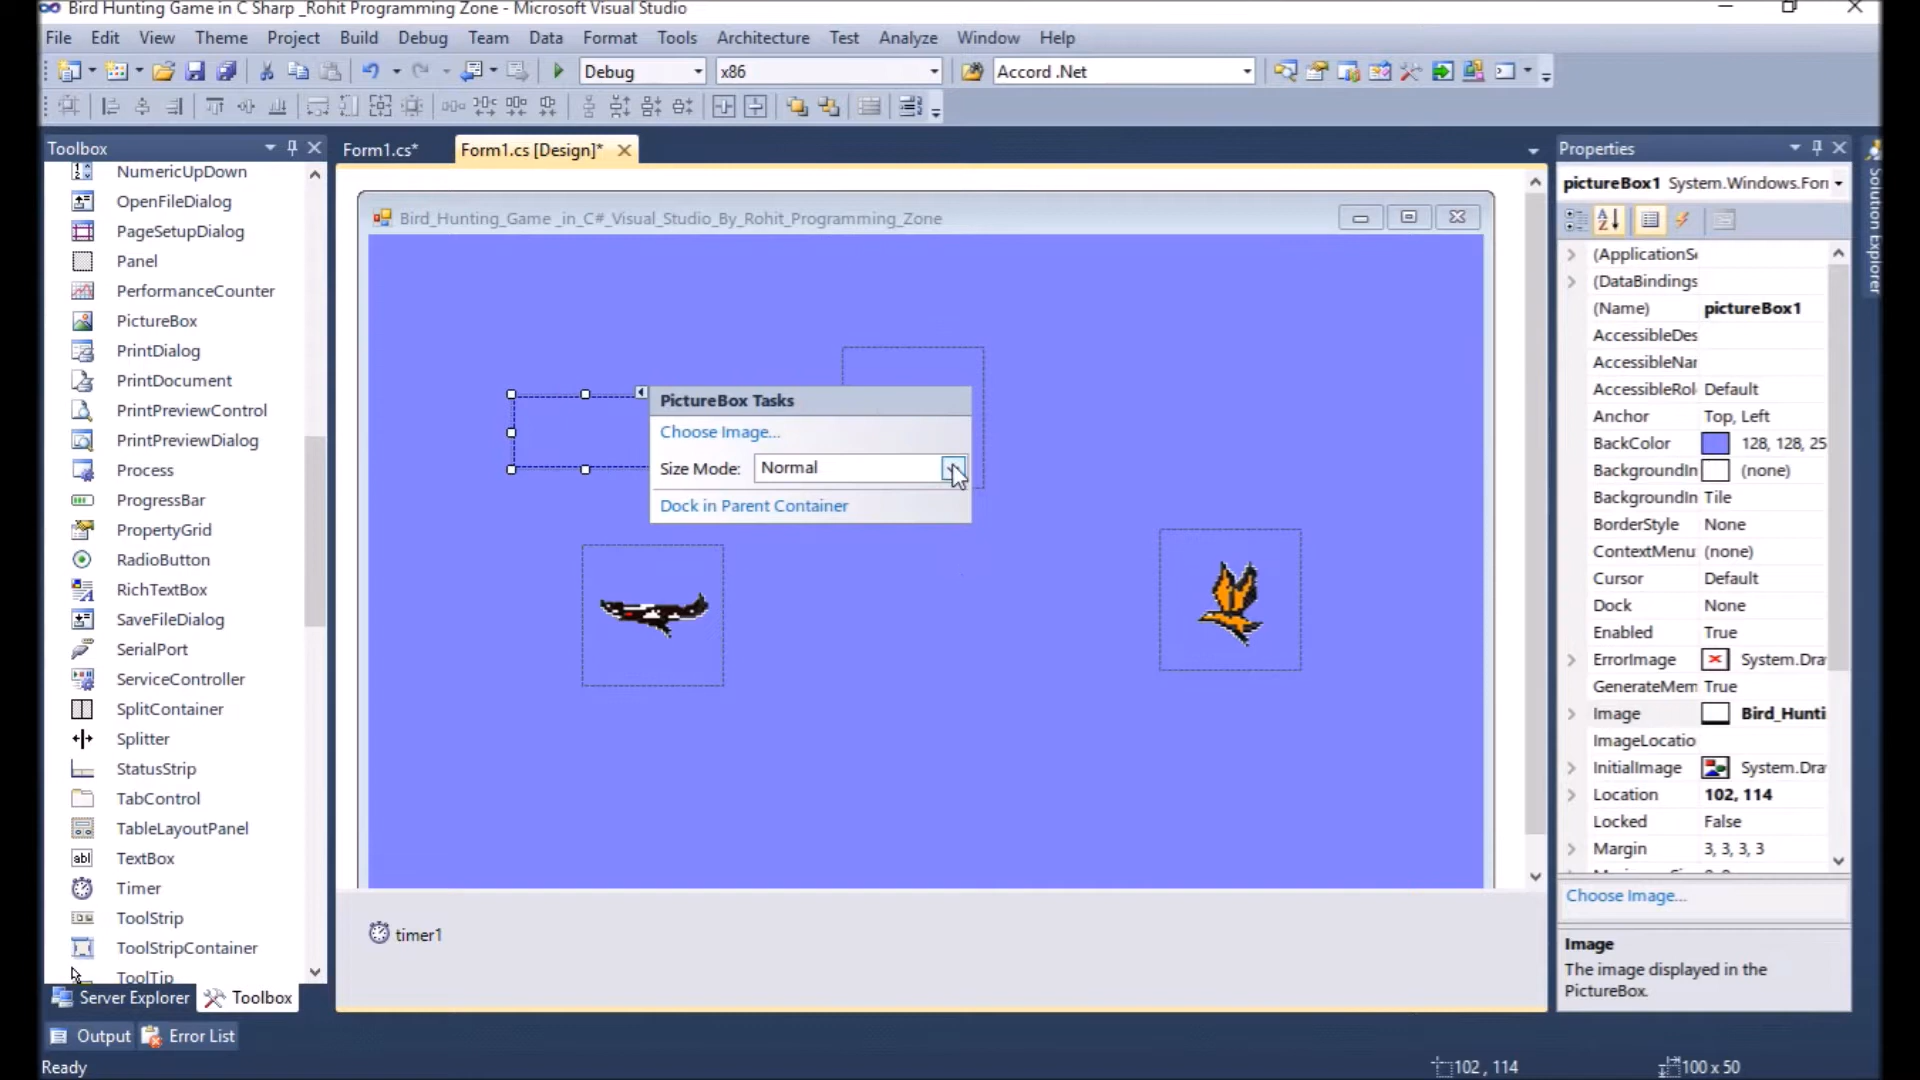 Bird Hunting Game in C Sharp _Rohit Programming Zone - Microsoft Visual Studio
File Edit View Theme Project Build Debug Team Data Format Tools Architecture Test Analyze Window Help
Debug x86 Accord .Net
Toolbox
NumericUpDown
OpenFileDialog
PageSetupDialog
Panel
PerformanceCounter
PictureBox
PrintDialog
PrintDocument
PrintPreviewControl
PrintPreviewDialog
Process
ProgressBar
PropertyGrid
RadioButton
RichTextBox
SaveFileDialog
SerialPort
ServiceController
SplitContainer
Splitter
StatusStrip
TabControl
TableLayoutPanel
TextBox
Timer
ToolStrip
ToolStripContainer
ToolTip
Server Explorer Toolbox
Form1.cs* Form1.cs [Design]*
Bird_Hunting_Game _in_C#_Visual_Studio_By_Rohit_Programming_Zone
PictureBox Tasks
Choose Image...
Size Mode: Normal
Dock in Parent Container
timer1
Properties
pictureBox1 System.Windows.Forr
(ApplicationSe
(DataBindings
(Name) pictureBox1
AccessibleDes
AccessibleNar
AccessibleRol Default
Anchor Top, Left
BackColor 128, 128, 25
BackgroundIn (none)
BackgroundIn Tile
BorderStyle None
ContextMenu (none)
Cursor Default
Dock None
Enabled True
ErrorImage System.Dra
GenerateMem True
Image Bird_Hunti
ImageLocatio
InitialImage System.Dra
Location 102, 114
Locked False
Margin 3, 3, 3, 3
Choose Image...
Image
The image displayed in the
PictureBox.
Solution Explorer
Output Error List
Ready 102 , 114 100 x 50